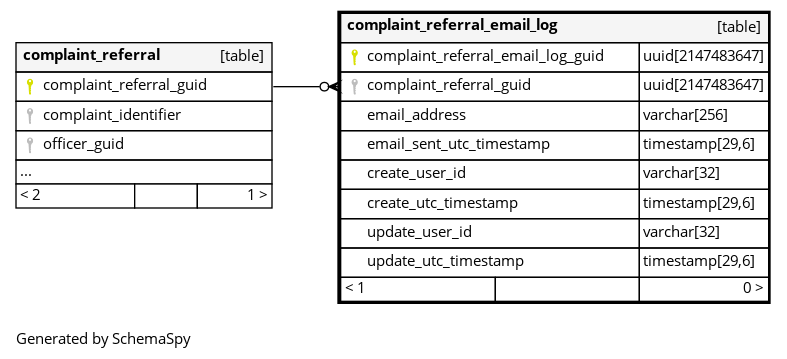 complaint_referral [table]
complaint_referral_guid
complaint_identifier
officer_guid
...
< 2 1 >
complaint_referral_email_log [table]
complaint_referral_email_log_guid uuid[2147483647]
complaint_referral_guid uuid[2147483647]
email_address varchar[256]
email_sent_utc_timestamp timestamp[29,6]
create_user_id varchar[32]
create_utc_timestamp timestamp[29,6]
update_user_id varchar[32]
update_utc_timestamp timestamp[29,6]
< 1 0 >
Generated by SchemaSpy